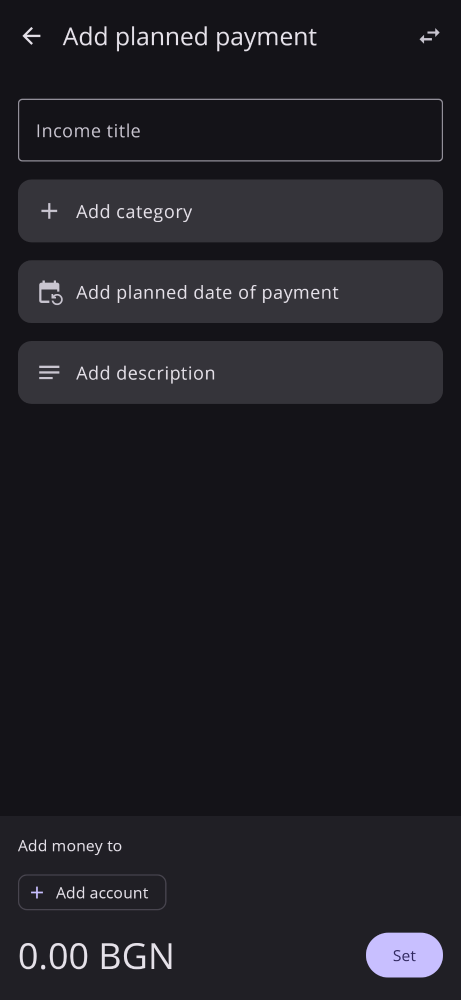 Add planned payment
Income title
Add category
Add planned date of payment
Add description
Add money to
Add account
0.00 BGN
Set